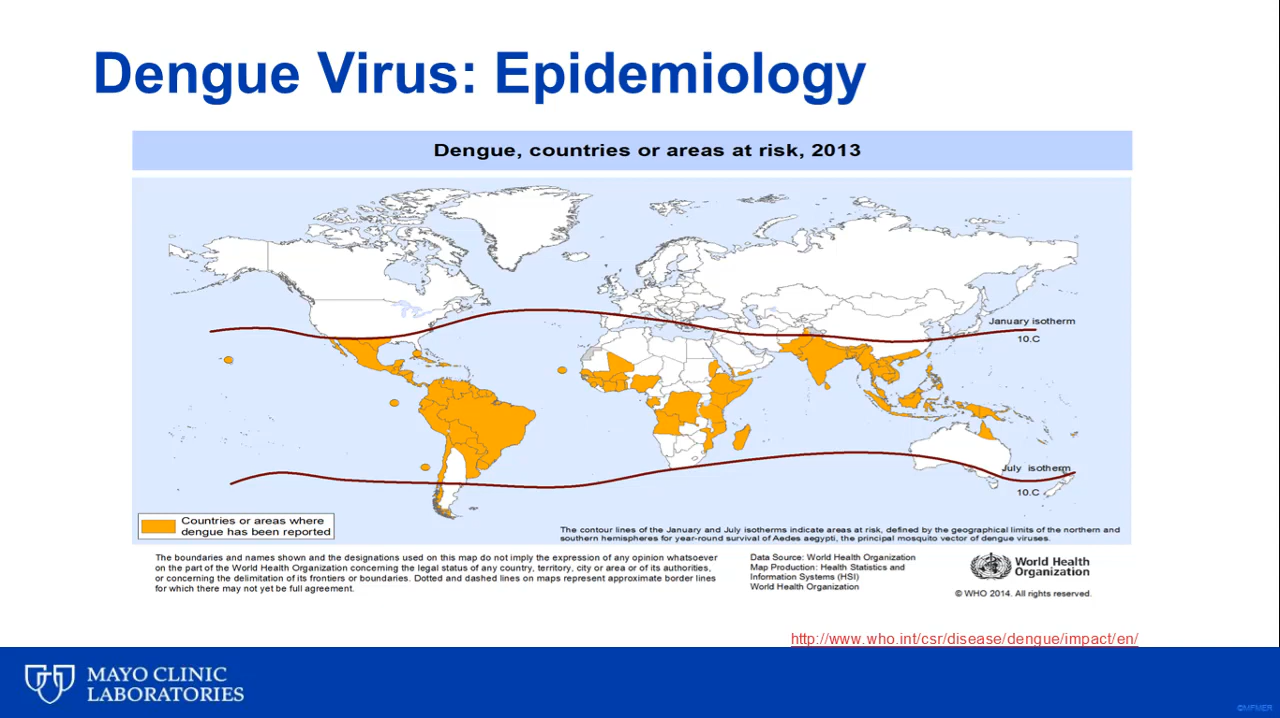 Dengue Virus: Epidemiology
Dengue, countries or areas at risk, 2013
January isotherm
10.C
July isotherm
10.C
Countries or areas where
dengue has been reported
The contour lines of the January and July isotherms indicate areas at risk, defined by the geographical limits of the northern and
southern hemispheres for year-round survival of Aedes aegypti, the principal mosquito vector of dengue viruses.
The boundaries and names shown and the designations used on this map do not imply the expression of any opinion whatsoever
on the part of the World Health Organization concerning the legal status of any country, territory, city or area or of its authorities,
or concerning the delimitation of its frontiers or boundaries. Dotted and dashed lines on maps represent approximate border lines
for which there may not yet be full agreement.
Data Source: World Health Organization
Map Production: Health Statistics and
Information Systems (HSI)
World Health Organization
World Health
Organization
© WHO 2014. All rights reserved.
http://www.who.int/csr/disease/dengue/impact/en/
MAYO CLINIC
LABORATORIES
©MFMER